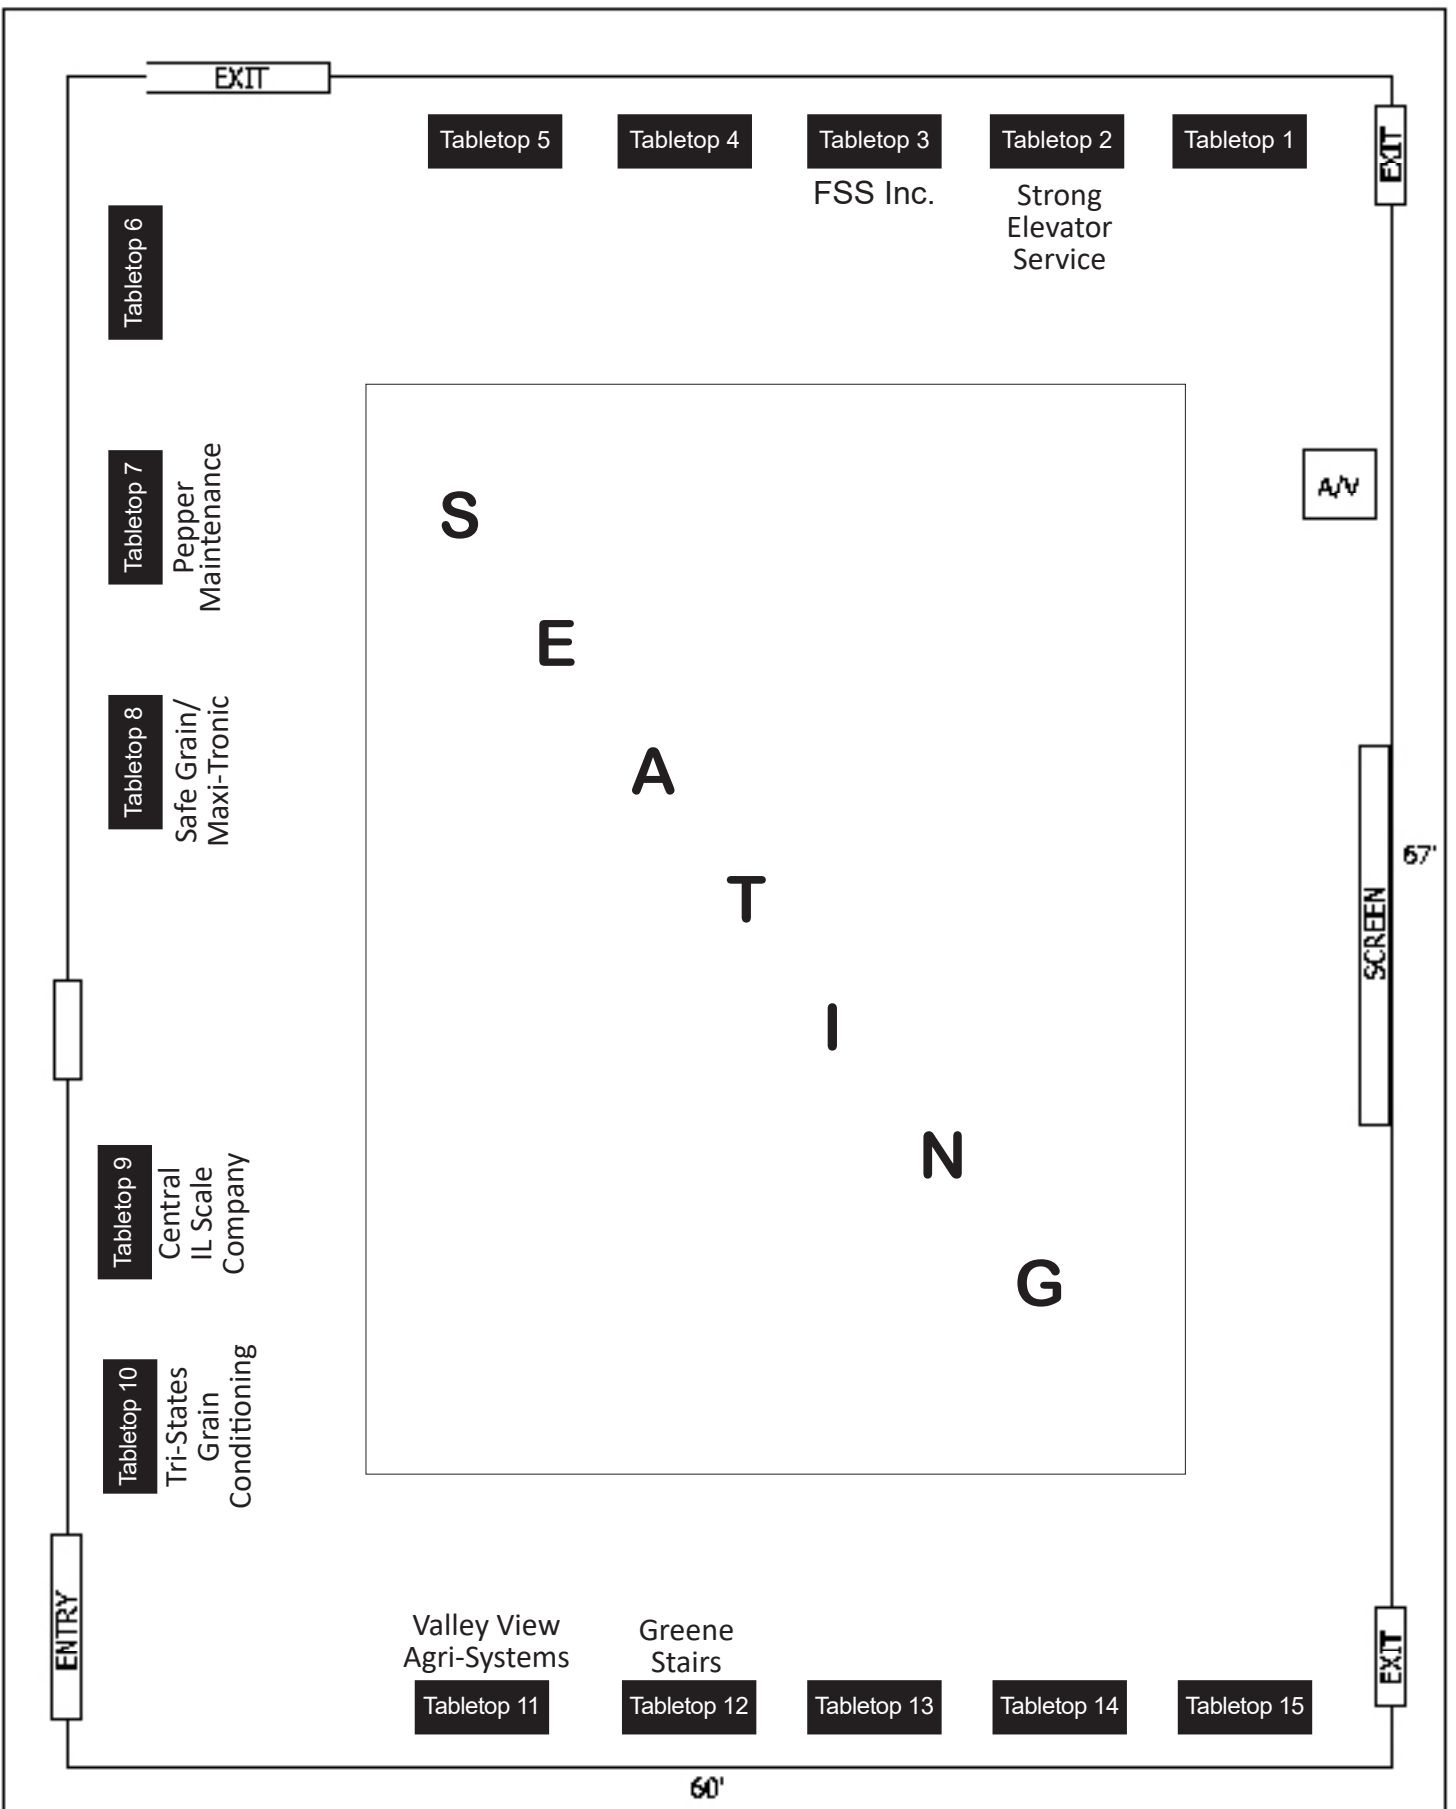 EXIT
Tabletop 5
Tabletop 4
Tabletop 3
Tabletop 2
Tabletop 1
EXIT
FSS Inc.
Strong
Elevator
Service
Tabletop 6
Tabletop 7
Pepper
Maintenance
A/V
Tabletop 8
Safe Grain/
Maxi-Tronic
S
E
A
T
I
N
G
67'
SCREEN
Tabletop 9
Central
IL Scale
Company
Tabletop 10
Tri-States
Grain
Conditioning
ENTRY
Valley View
Agri-Systems
Greene
Stairs
EXIT
Tabletop 11
Tabletop 12
Tabletop 13
Tabletop 14
Tabletop 15
60'